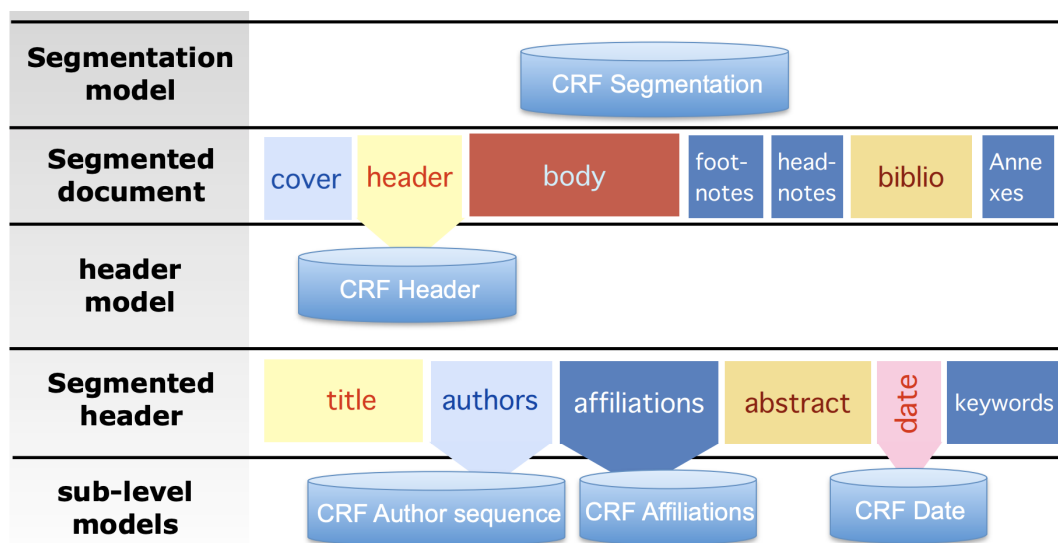 Segmentation
model
CRF Segmentation
Segmented
document
cover
header
body
foot-
notes
head-
notes
biblio
Anne
xes
header
model
CRF Header
Segmented
header
title
authors
affiliations
abstract
date
keywords
sub-level
models
CRF Author sequence
CRF Affiliations
CRF Date